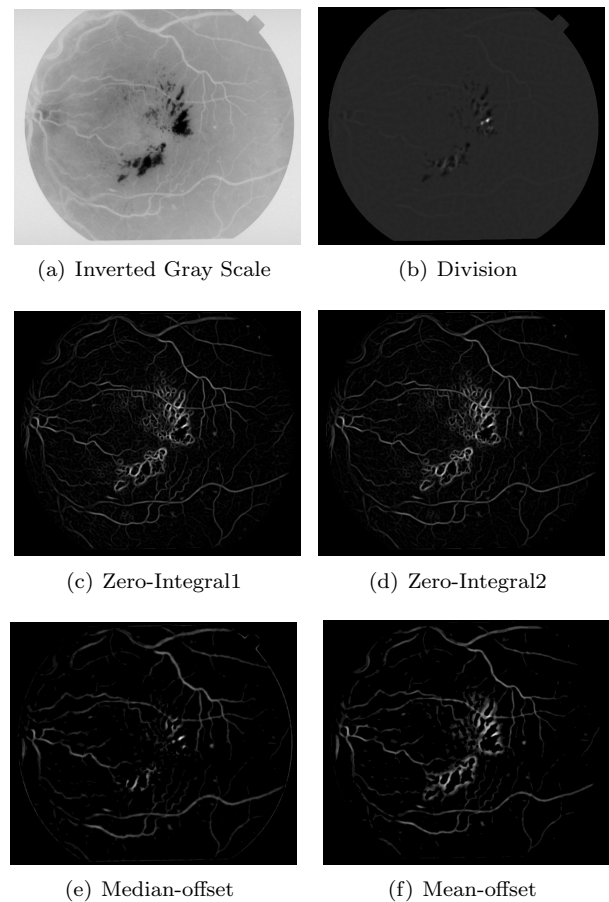 (a) Inverted Gray Scale
(b) Division
(c) Zero-Integral1
(d) Zero-Integral2
(e) Median-offset
(f) Mean-offset